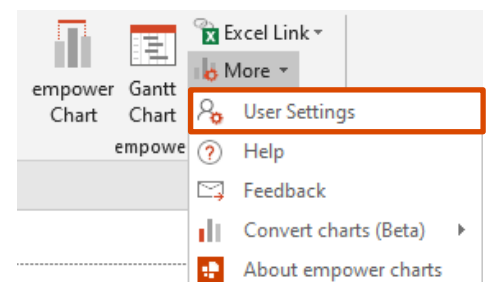 empower Chart
Gantt Chart
Excel Link
More
empowe
User Settings
Help
Feedback
Convert charts (Beta)
About empower charts